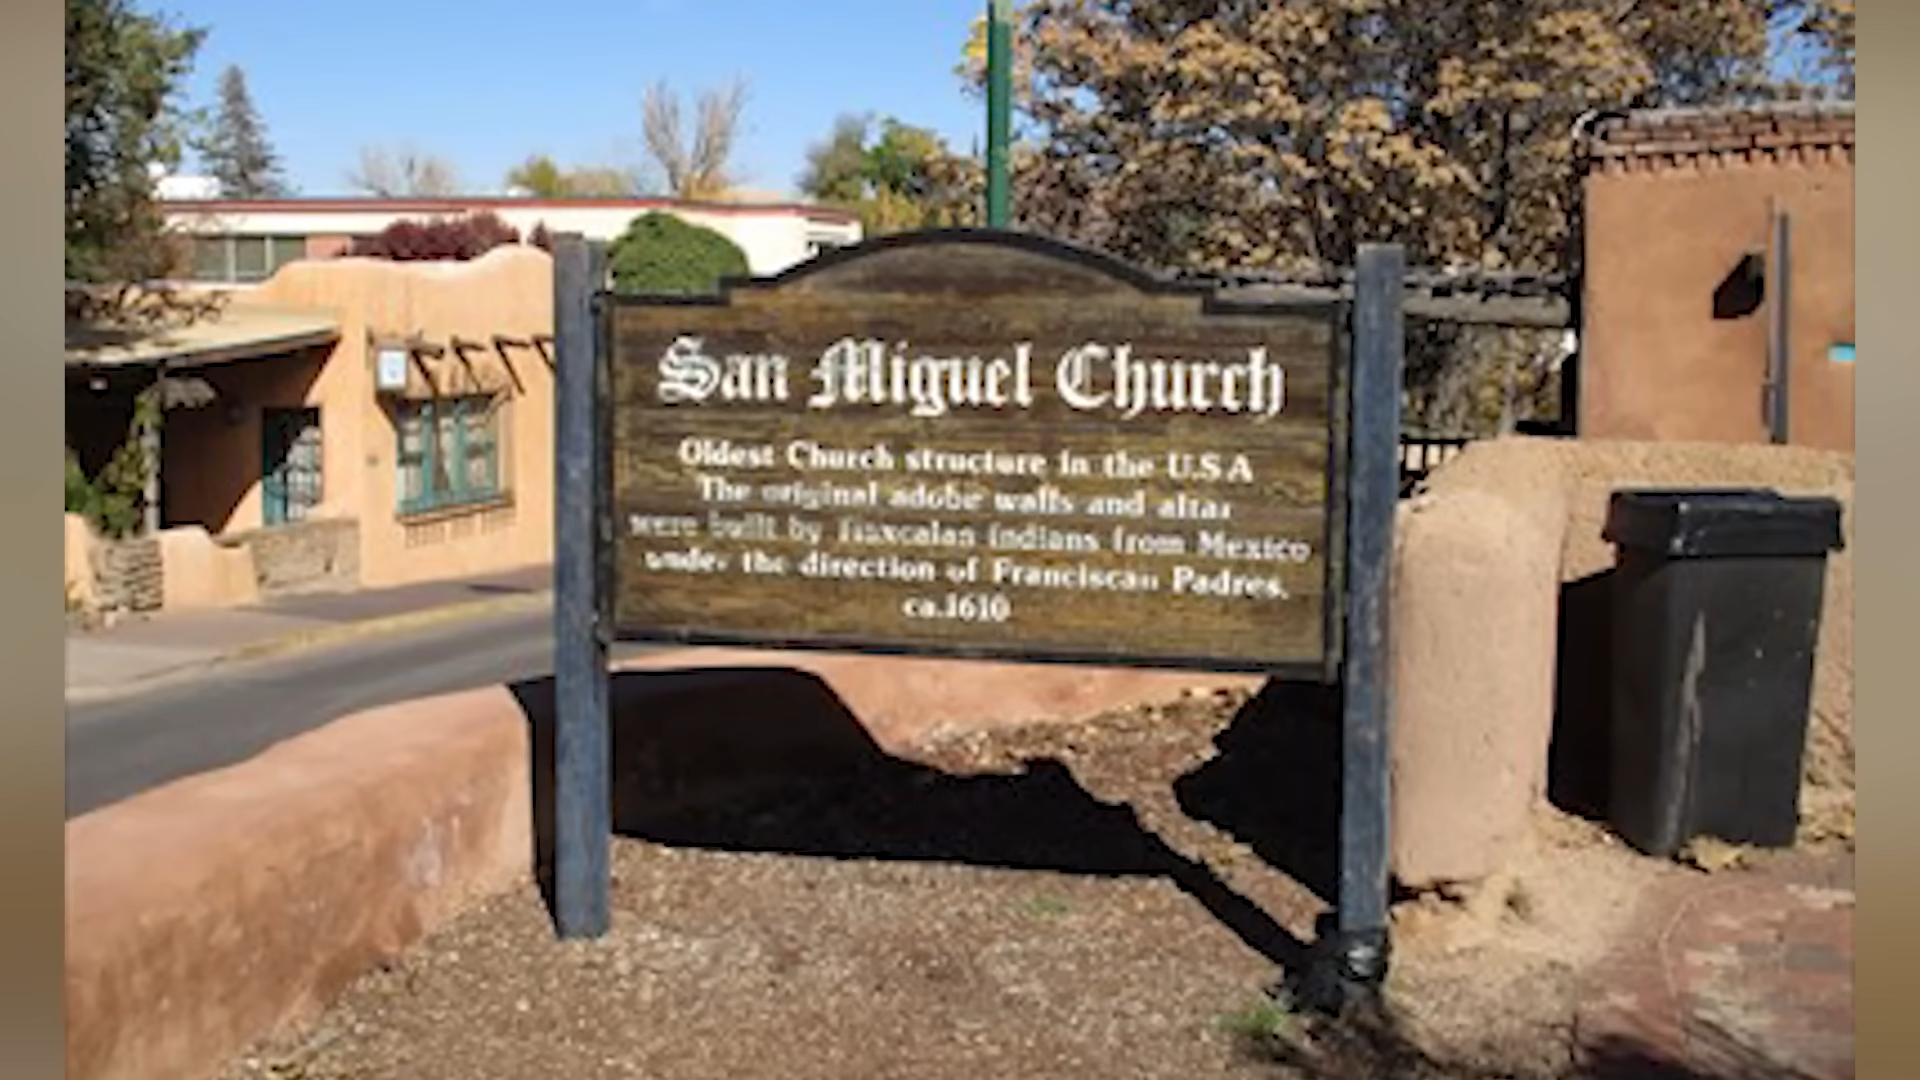 San Miguel Church
Oldest Church structure in the U.S.A
The original adobe walls and altar
were built by Tlaxcalan Indians from Mexico
under the direction of Franciscan Padres.
ca.1610